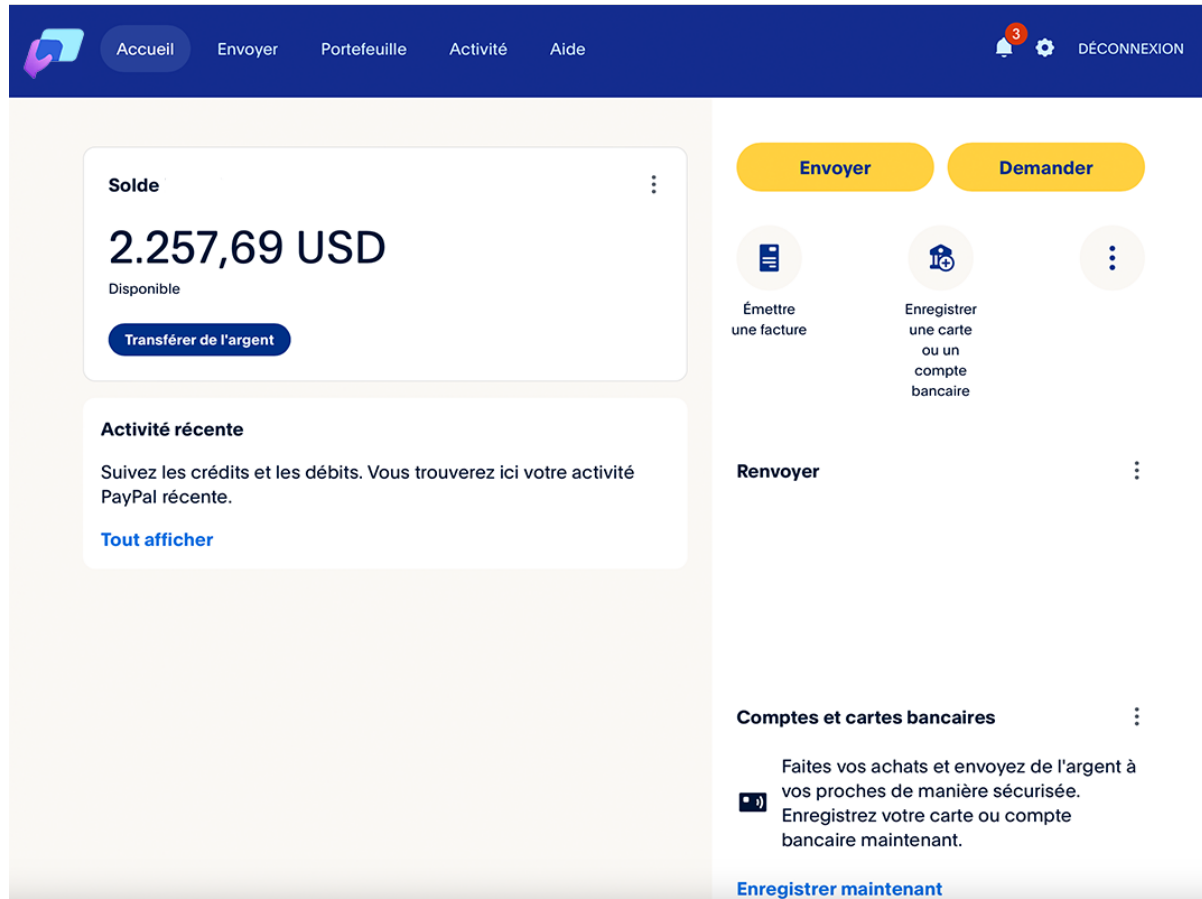 Accueil Envoyer Portefeuille Activité Aide 3 DÉCONNEXION
Solde
2.257,69 USD
Disponible
Transférer de l'argent
Activité récente
Suivez les crédits et les débits. Vous trouverez ici votre activité
PayPal récente.
Tout afficher
Envoyer Demander
Émettre
une facture
Enregistrer
une carte
ou un
compte
bancaire
Renvoyer
Comptes et cartes bancaires
Faites vos achats et envoyez de l'argent à
vos proches de manière sécurisée.
Enregistrez votre carte ou compte
bancaire maintenant.
Enregistrer maintenant